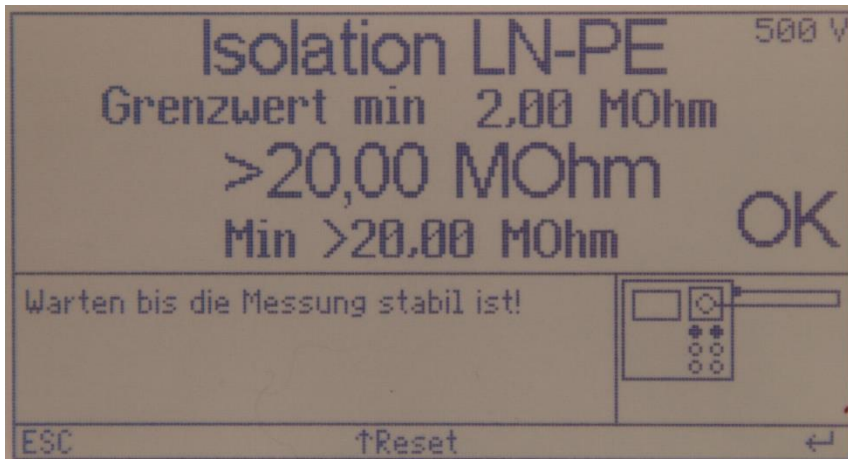 Isolation LN-PE 500 V
Grenzwert min 2,00 MOhm
>20,00 MOhm
OK
Min >20,00 MOhm
Warten bis die Messung stabil ist!
ESC ↑Reset ↵